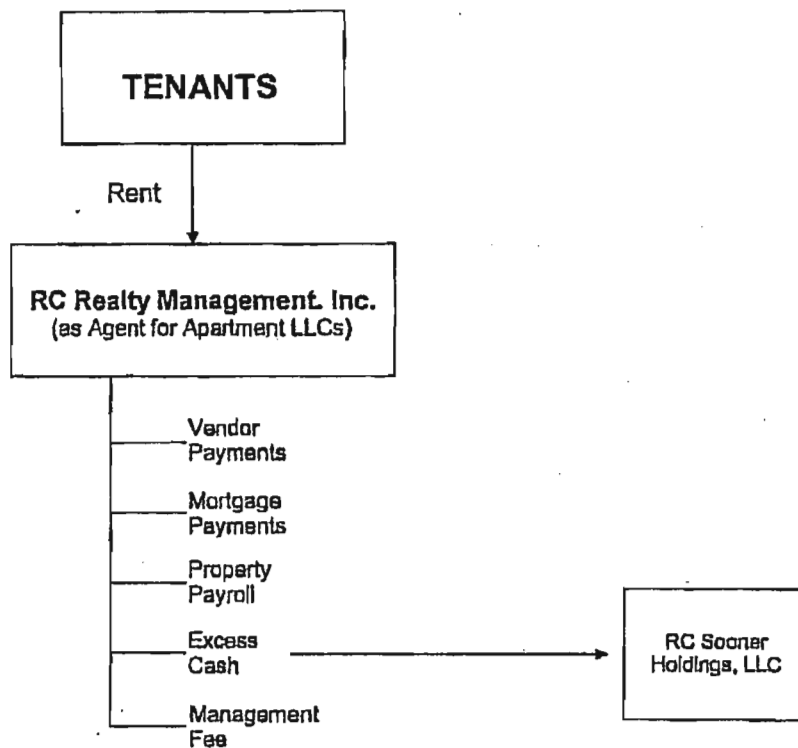 TENANTS
Rent
RC Realty Management. Inc.
(as Agent for Apartment LLCs)
Vendor
Payments
Mortgage
Payments
Property
Payroll
Excess
Cash
RC Sooner
Holdings, LLC
Management
Fee